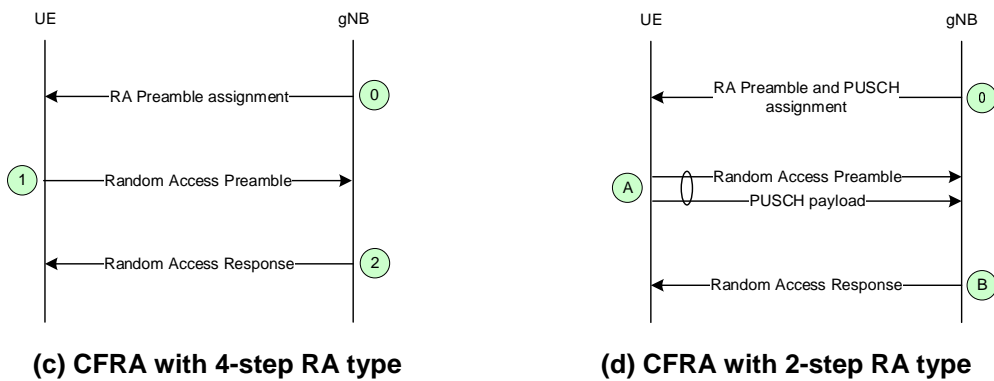 UE
gNB
RA Preamble assignment
0
1
Random Access Preamble
Random Access Response
2
(c) CFRA with 4-step RA type
UE
gNB
RA Preamble and PUSCH
assignment
0
A
Random Access Preamble
PUSCH payload
Random Access Response
B
(d) CFRA with 2-step RA type